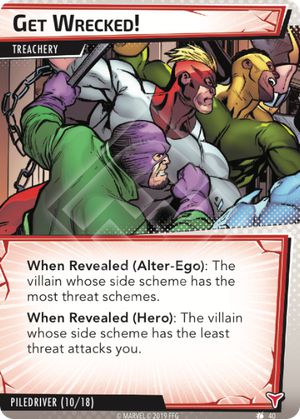 Get Wrecked!
TREACHERY
When Revealed (Alter-Ego): The
villain whose side scheme has the
most threat schemes.
When Revealed (Hero): The villain
whose side scheme has the least
threat attacks you.
PILEDRIVER (10/18)
© MARVEL © 2019 FFG
40